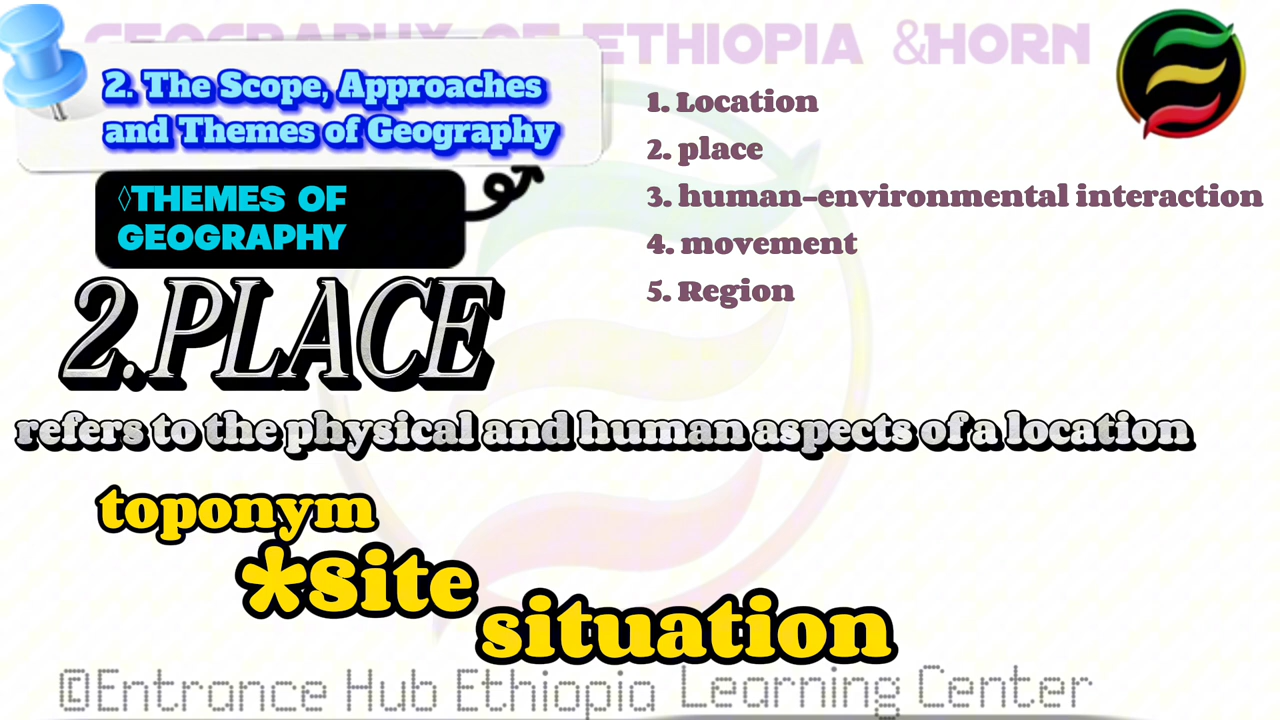 GEOGRAPHY OF ETHIOPIA &HORN
2. The Scope, Approaches
and Themes of Geography
◊THEMES OF
GEOGRAPHY
1. Location
2. place
3. human-environmental interaction
4. movement
5. Region
2.PLACE
refers to the physical and human aspects of a location
toponym
*Site
situation
©Entrance Hub Ethiopia Learning Center